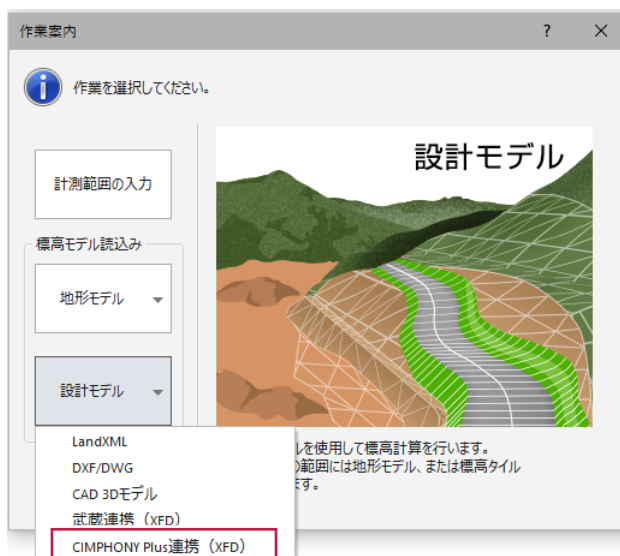 作業案内
?
作業を選択してください。
計測範囲の入力
標高モデル読込み
地形モデル
設計モデル
設計モデル
ルを使用して標高計算を行います。
の範囲には地形モデル、または標高タイル
ます。
LandXML
DXF/DWG
CAD 3Dモデル
武蔵連携（XFD）
CIMPHONY Plus連携（XFD）